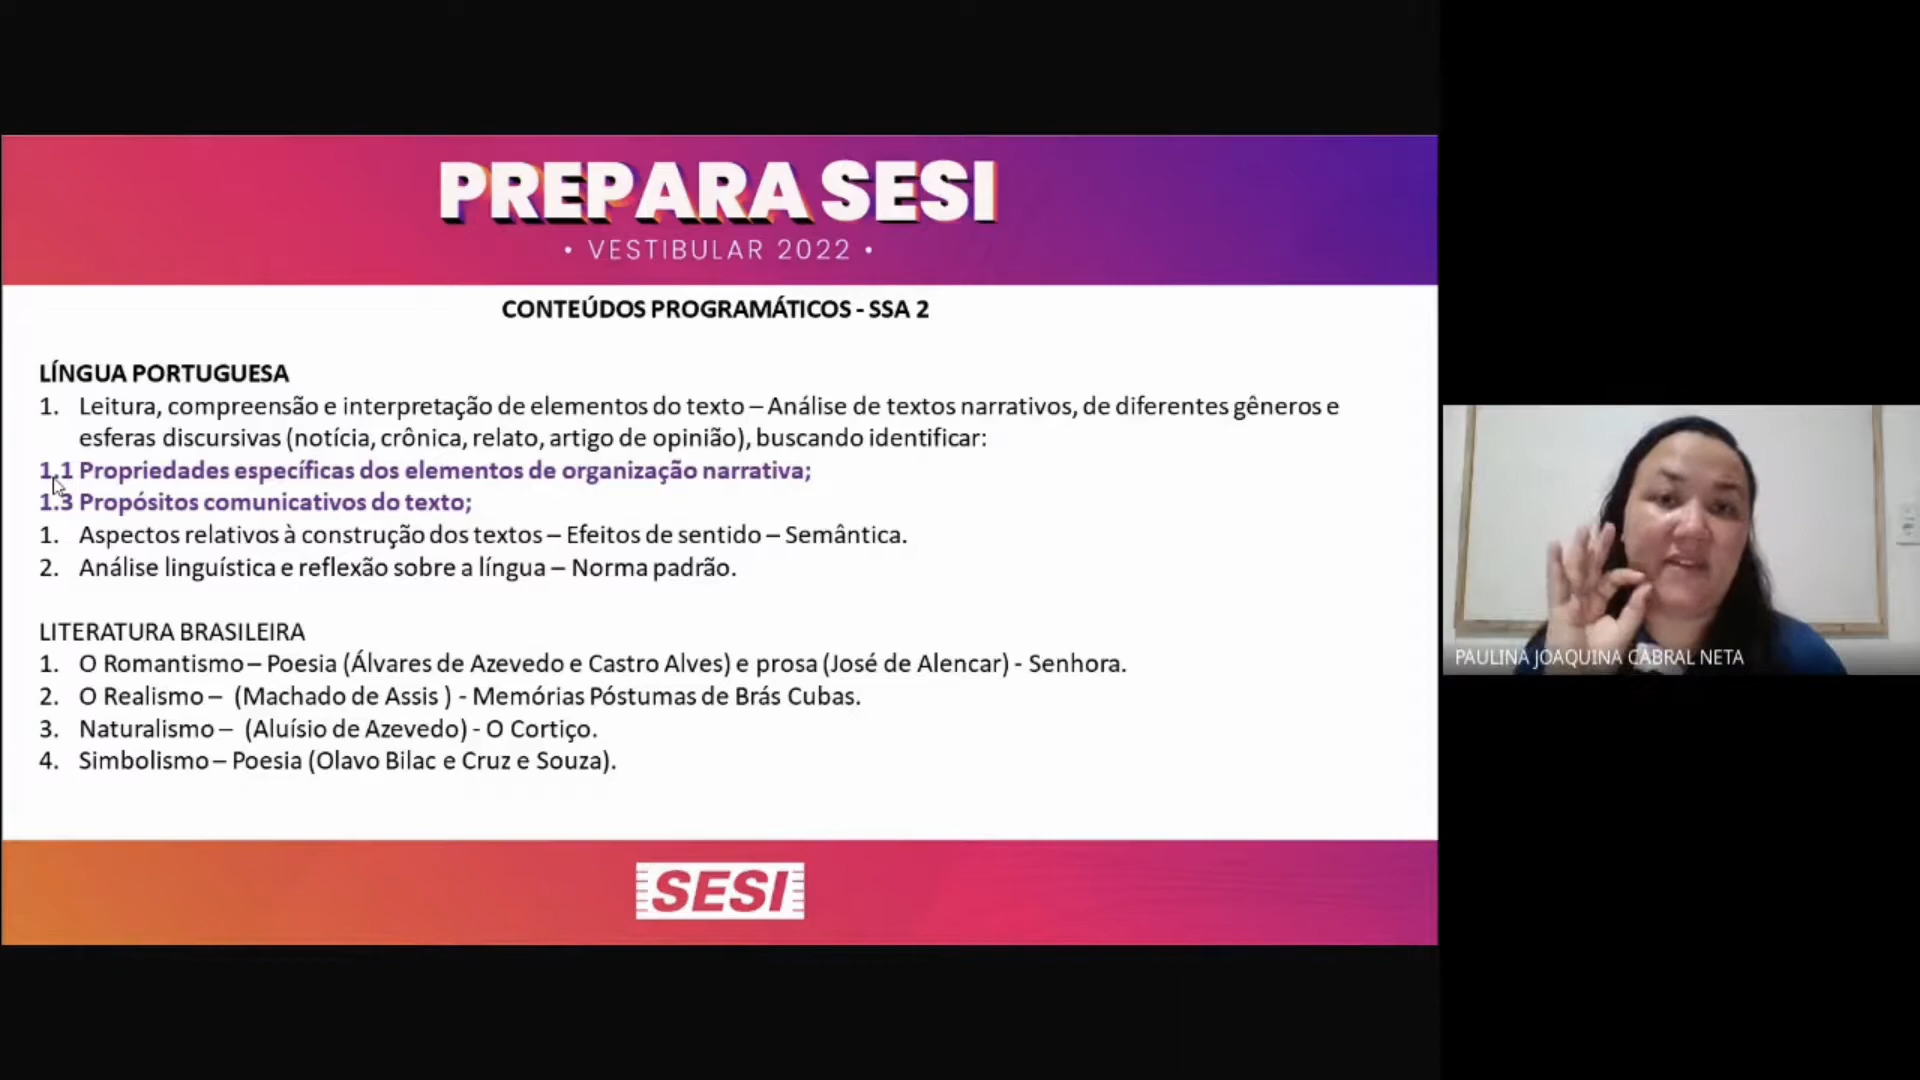 PREPARA SESI
• VESTIBULAR 2022 •
CONTEÚDOS PROGRAMÁTICOS - SSA 2
LÍNGUA PORTUGUESA
1. Leitura, compreensão e interpretação de elementos do texto – Análise de textos narrativos, de diferentes gêneros e
esferas discursivas (notícia, crônica, relato, artigo de opinião), buscando identificar:
1.1 Propriedades específicas dos elementos de organização narrativa;
1.3 Propósitos comunicativos do texto;
1. Aspectos relativos à construção dos textos – Efeitos de sentido – Semântica.
2. Análise linguística e reflexão sobre a língua – Norma padrão.
LITERATURA BRASILEIRA
1. O Romantismo – Poesia (Álvares de Azevedo e Castro Alves) e prosa (José de Alencar) - Senhora.
2. O Realismo – (Machado de Assis ) - Memórias Póstumas de Brás Cubas.
3. Naturalismo – (Aluísio de Azevedo) - O Cortiço.
4. Simbolismo – Poesia (Olavo Bilac e Cruz e Souza).
SESI
PAULINA JOAQUINA CABRAL NETA